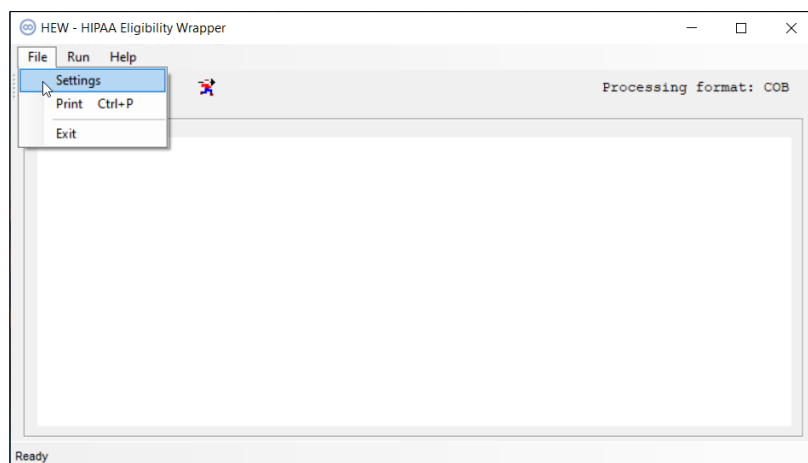 HEW - HIPAA Eligibility Wrapper
File Run Help
Settings
Processing format: COB
Print Ctrl+P
Exit
Ready